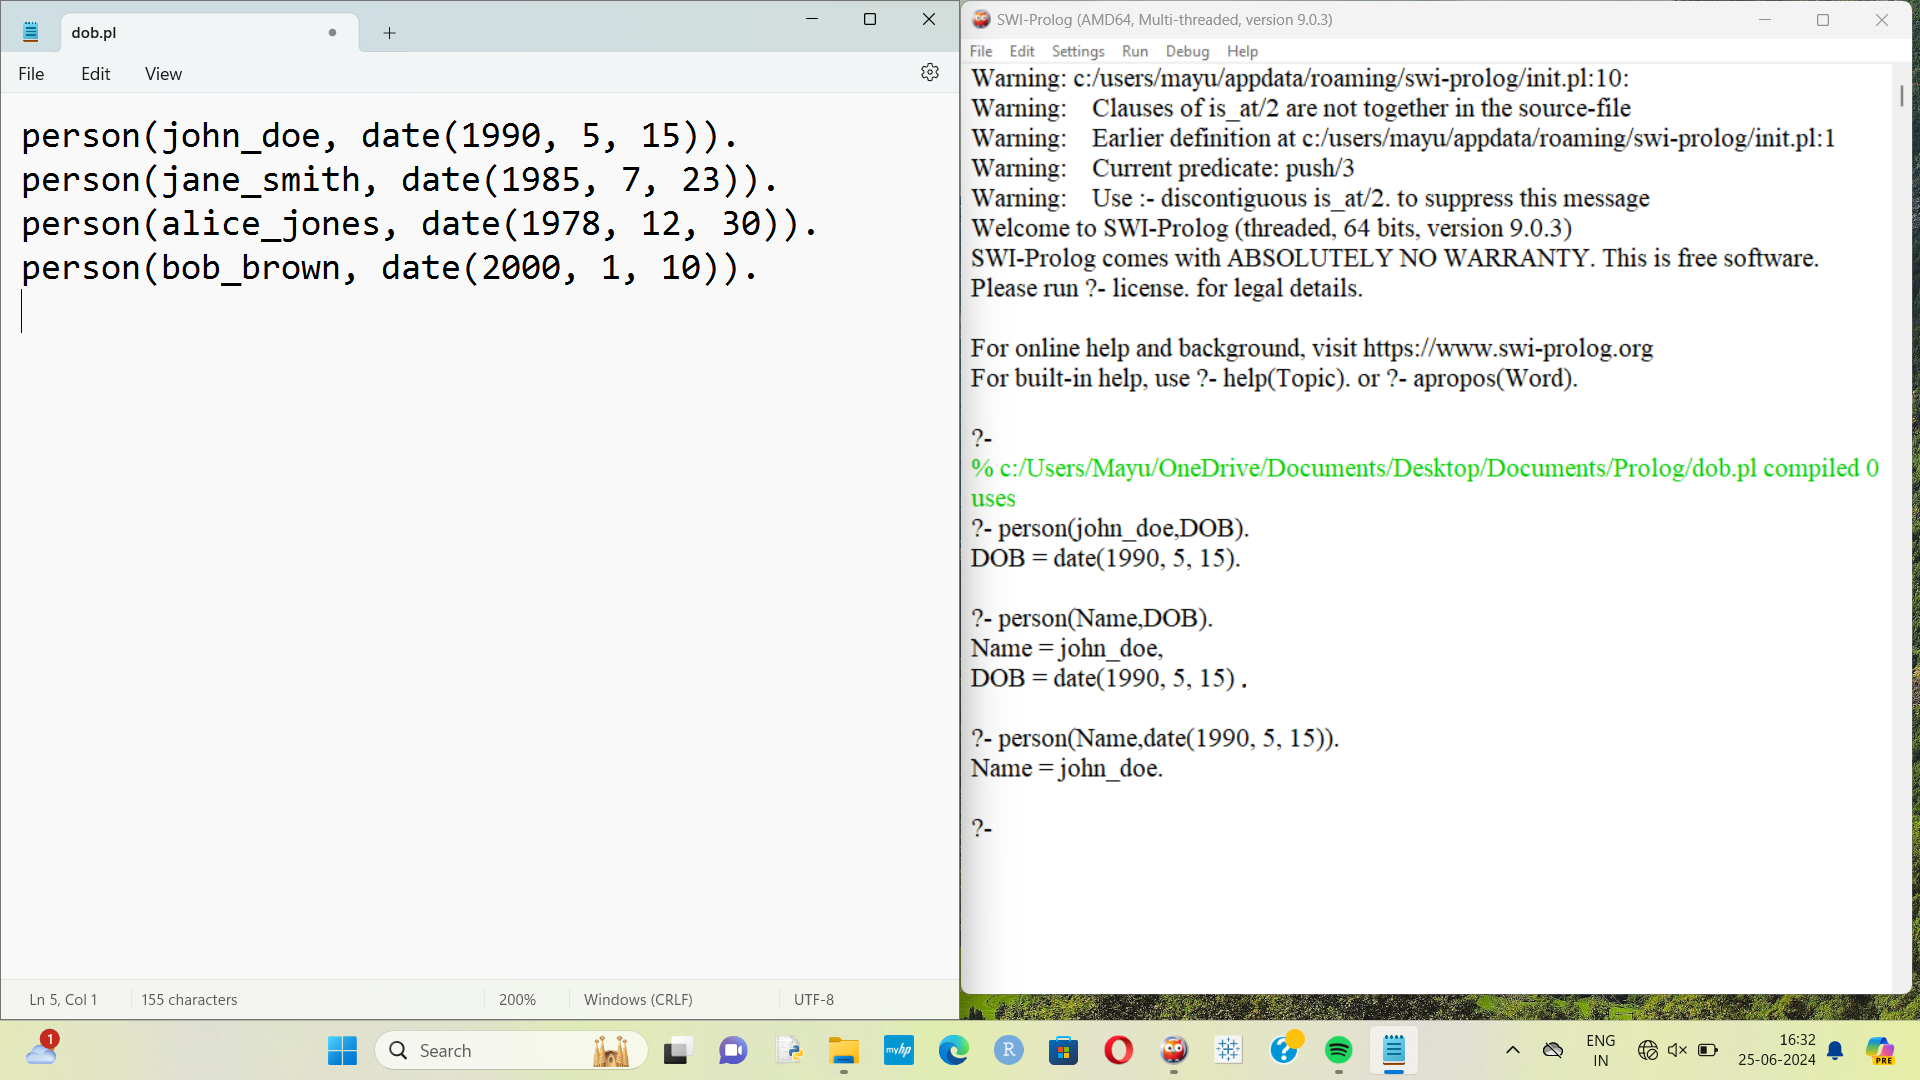 dob.pl
File Edit View
person(john_doe, date(1990, 5, 15)).
person(jane_smith, date(1985, 7, 23)).
person(alice_jones, date(1978, 12, 30)).
person(bob_brown, date(2000, 1, 10)).
Ln 5, Col 1 155 characters 200% Windows (CRLF) UTF-8
SWI-Prolog (AMD64, Multi-threaded, version 9.0.3)
File Edit Settings Run Debug Help
Warning: c:/users/mayu/appdata/roaming/swi-prolog/init.pl:10:
Warning: Clauses of is_at/2 are not together in the source-file
Warning: Earlier definition at c:/users/mayu/appdata/roaming/swi-prolog/init.pl:1
Warning: Current predicate: push/3
Warning: Use :- discontiguous is_at/2. to suppress this message
Welcome to SWI-Prolog (threaded, 64 bits, version 9.0.3)
SWI-Prolog comes with ABSOLUTELY NO WARRANTY. This is free software.
Please run ?- license. for legal details.
For online help and background, visit https://www.swi-prolog.org
For built-in help, use ?- help(Topic). or ?- apropos(Word).
?-
% c:/Users/Mayu/OneDrive/Documents/Desktop/Documents/Prolog/dob.pl compiled 0
uses
?- person(john_doe,DOB).
DOB = date(1990, 5, 15).
?- person(Name,DOB).
Name = john_doe,
DOB = date(1990, 5, 15) .
?- person(Name,date(1990, 5, 15)).
Name = john_doe.
?-
1
Search
myhp
R
?
ENG
IN
16:32
25-06-2024
PRE